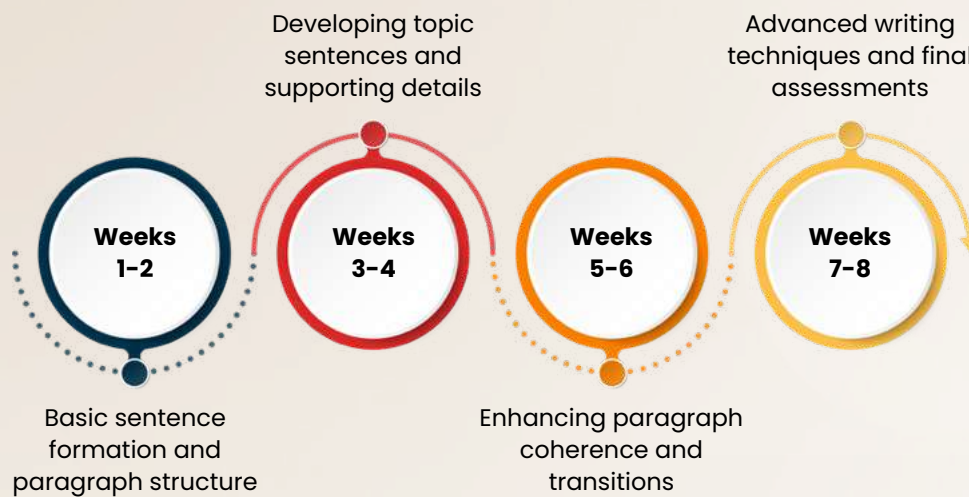 Developing topic
sentences and
supporting details
Advanced writing
techniques and final
assessments
Weeks
1-2
Weeks
3-4
Weeks
5-6
Weeks
7-8
Basic sentence
formation and
paragraph structure
Enhancing paragraph
coherence and
transitions